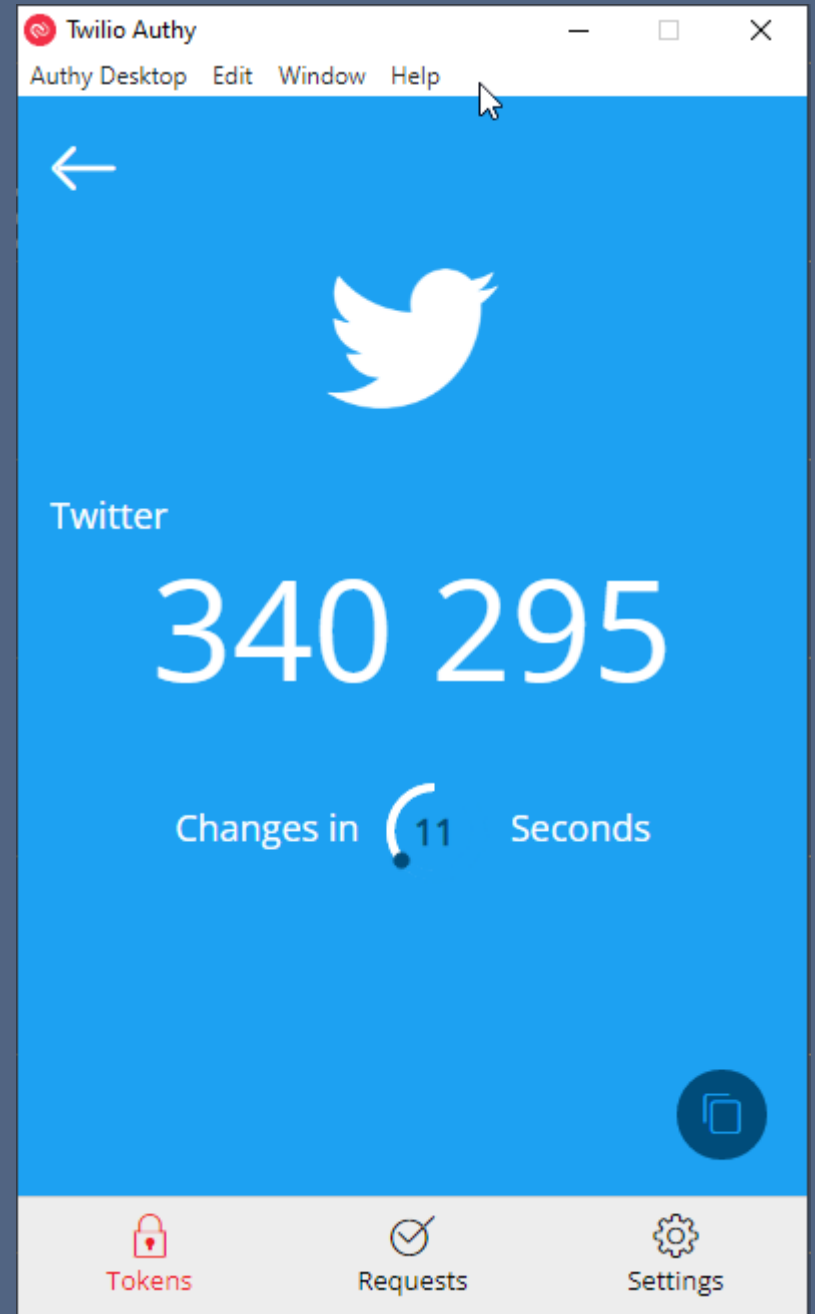 Twilio Authy
Authy Desktop Edit Window Help
Twitter
340 295
Changes in 11 Seconds
Tokens Requests Settings